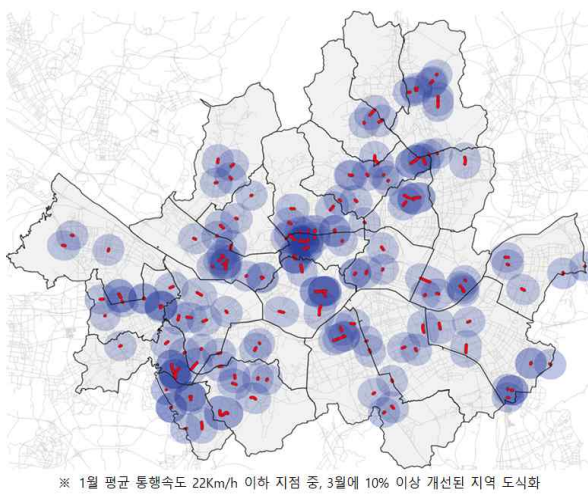 ※ 1월 평균 통행속도 22Km/h 이하 지점 중, 3월에 10% 이상 개선된 지역 도식화